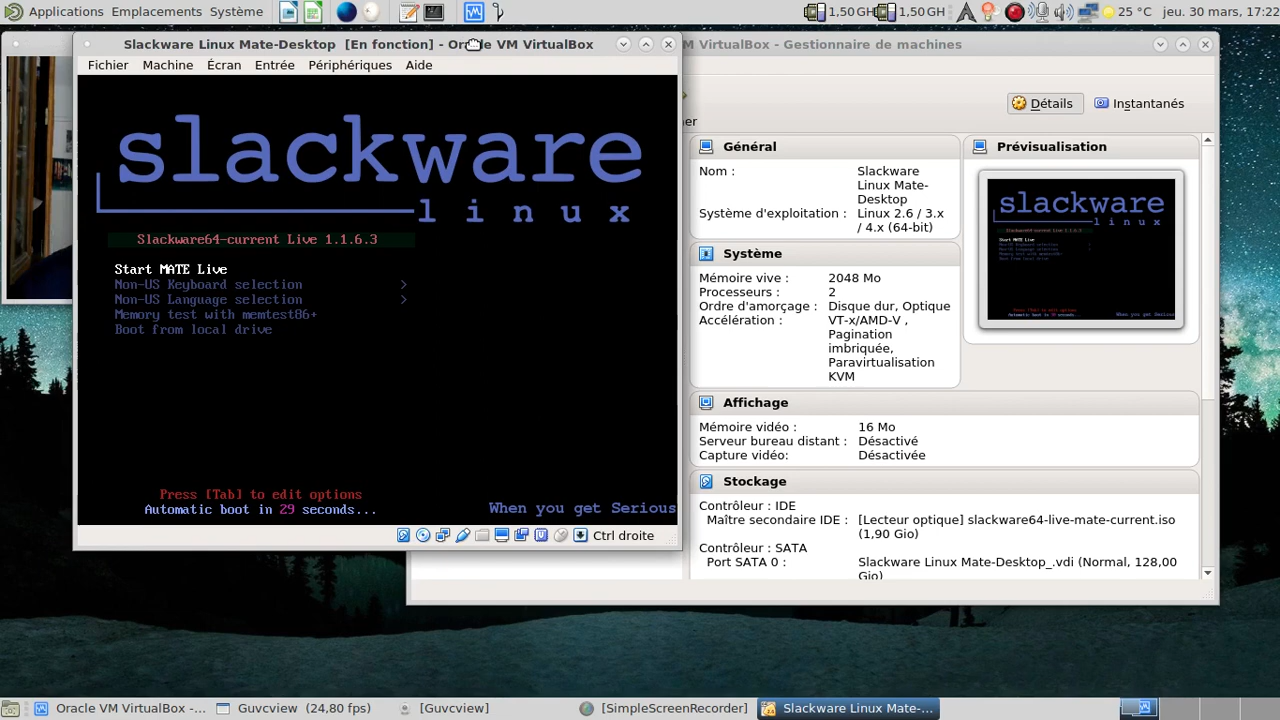 Applications Emplacements Système
1,50 GH 1,50 GH 25 °C jeu. 30 mars, 17:22
Slackware Linux Mate-Desktop [En fonction] - Oracle VM VirtualBox
Fichier Machine Écran Entrée Périphériques Aide
slackware
linux
Slackware64-current Live 1.1.6.3
Start MATE Live
Non-US Keyboard selection >
Non-US Language selection >
Memory test with memtest86+
Boot from local drive
Press [Tab] to edit options
Automatic boot in 29 seconds...
When you get Serious
Ctrl droite
VM VirtualBox - Gestionnaire de machines
Détails Instantanés
Général
Nom : Slackware
Linux Mate-
Desktop
Système d'exploitation : Linux 2.6 / 3.x
/ 4.x (64-bit)
Système
Mémoire vive : 2048 Mo
Processeurs : 2
Ordre d'amorçage : Disque dur, Optique
Accélération : VT-x/AMD-V ,
Pagination
imbriquée,
Paravirtualisation
KVM
Prévisualisation
slackware
linux
Affichage
Mémoire vidéo : 16 Mo
Serveur bureau distant : Désactivé
Capture vidéo: Désactivée
Stockage
Contrôleur : IDE
Maître secondaire IDE : [Lecteur optique] slackware64-live-mate-current.iso
(1,90 Gio)
Contrôleur : SATA
Port SATA 0 : Slackware Linux Mate-Desktop_.vdi (Normal, 128,00
Gio)
Oracle VM VirtualBox -... Guvcview (24,80 fps) [Guvcview] [SimpleScreenRecorder] Slackware Linux Mate-...